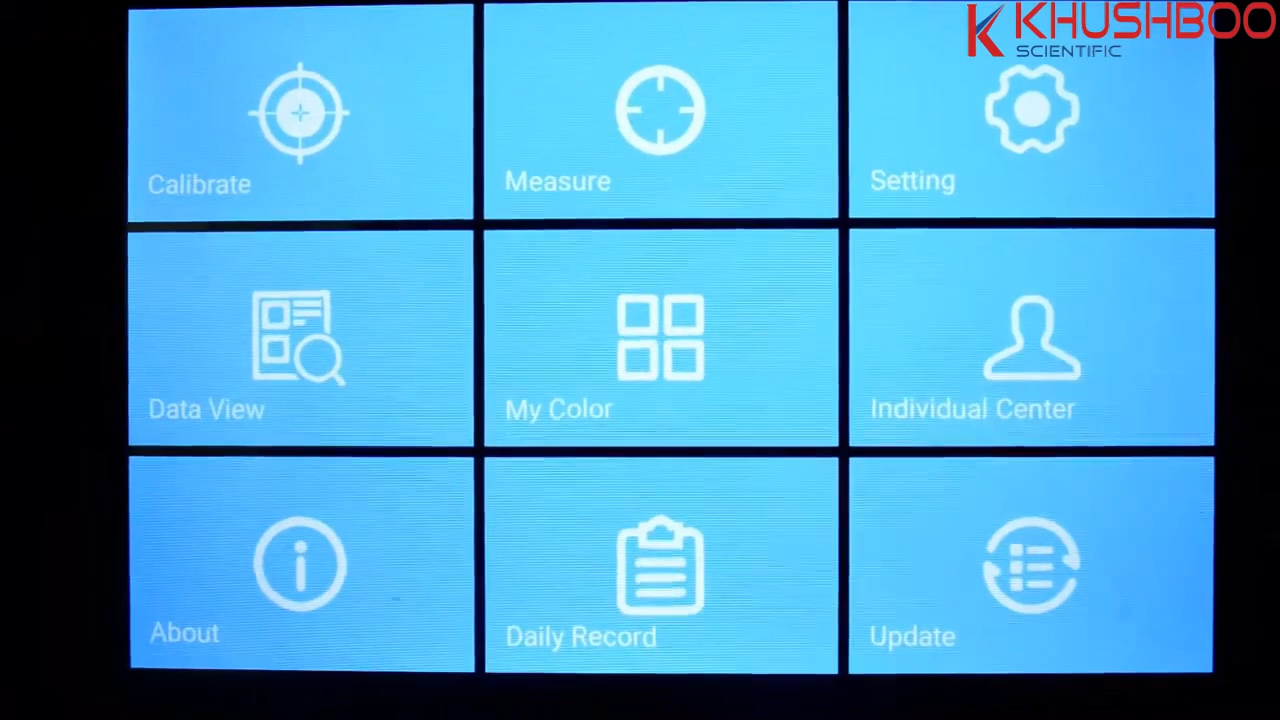 KHUSHBOO
SCIENTIFIC
Calibrate
Measure
Setting
Data View
My Color
Individual Center
About
Daily Record
Update